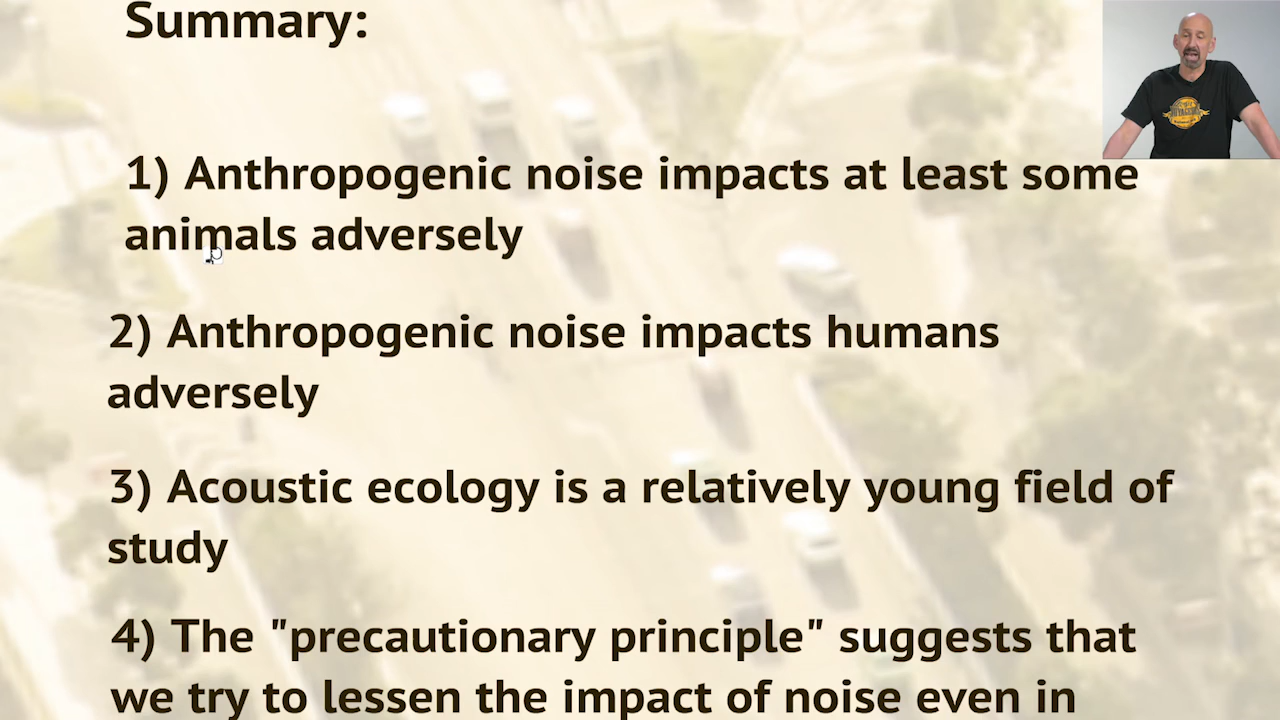 Summary:
1) Anthropogenic noise impacts at least some
animals adversely
2) Anthropogenic noise impacts humans
adversely
3) Acoustic ecology is a relatively young field of
study
4) The "precautionary principle" suggests that
we try to lessen the impact of noise even in